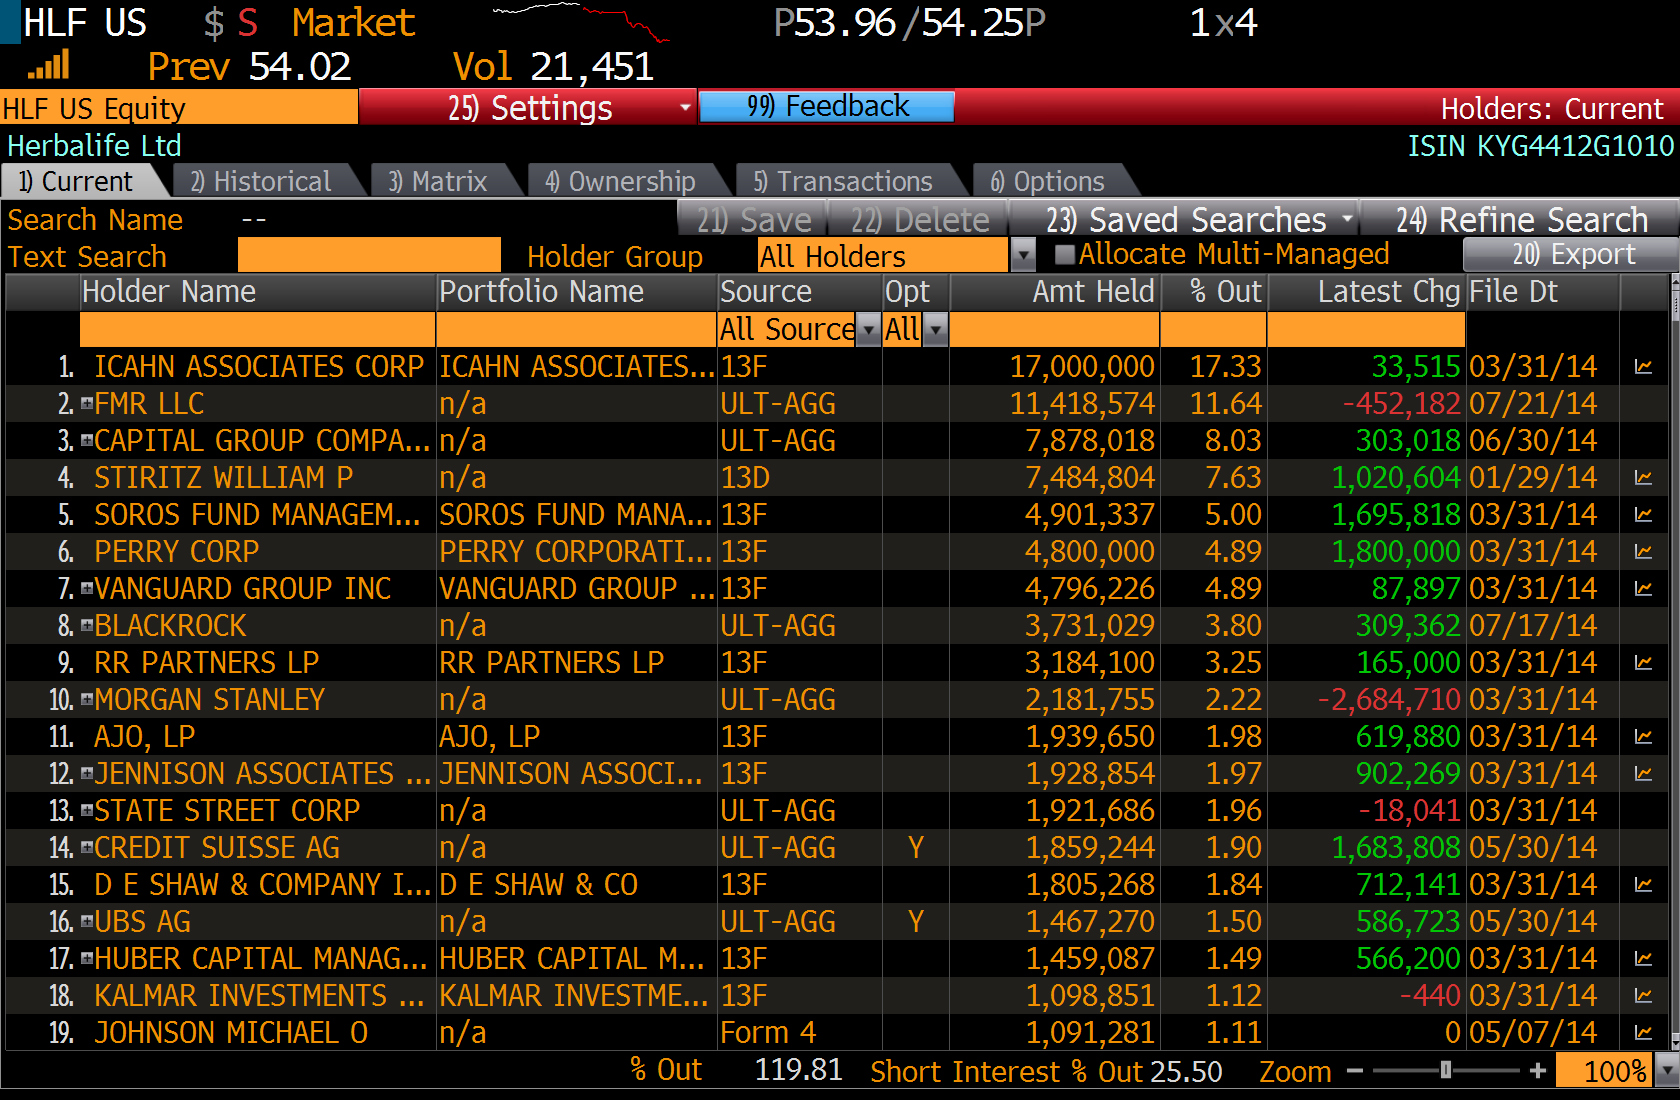 HLF US $ S Market P53.96/54.25P 1x4
Prev 54.02 Vol 21,451
HLF US Equity 25) Settings 99) Feedback Holders: Current
Herbalife Ltd ISIN KYG4412G1010
1) Current 2) Historical 3) Matrix 4) Ownership 5) Transactions 6) Options
Search Name -- 21) Save 22) Delete 23) Saved Searches 24) Refine Search
Text Search Holder Group All Holders Allocate Multi-Managed 20) Export
Holder Name Portfolio Name Source Opt Amt Held % Out Latest Chg File Dt
All Source All
1. ICAHN ASSOCIATES CORP ICAHN ASSOCIATES... 13F 17,000,000 17.33 33,515 03/31/14
2. FMR LLC n/a ULT-AGG 11,418,574 11.64 -452,182 07/21/14
3. CAPITAL GROUP COMPA... n/a ULT-AGG 7,878,018 8.03 303,018 06/30/14
4. STIRITZ WILLIAM P n/a 13D 7,484,804 7.63 1,020,604 01/29/14
5. SOROS FUND MANAGEM... SOROS FUND MANA... 13F 4,901,337 5.00 1,695,818 03/31/14
6. PERRY CORP PERRY CORPORATI... 13F 4,800,000 4.89 1,800,000 03/31/14
7. VANGUARD GROUP INC VANGUARD GROUP ... 13F 4,796,226 4.89 87,897 03/31/14
8. BLACKROCK n/a ULT-AGG 3,731,029 3.80 309,362 07/17/14
9. RR PARTNERS LP RR PARTNERS LP 13F 3,184,100 3.25 165,000 03/31/14
10. MORGAN STANLEY n/a ULT-AGG 2,181,755 2.22 -2,684,710 03/31/14
11. AJO, LP AJO, LP 13F 1,939,650 1.98 619,880 03/31/14
12. JENNISON ASSOCIATES ... JENNISON ASSOCI... 13F 1,928,854 1.97 902,269 03/31/14
13. STATE STREET CORP n/a ULT-AGG 1,921,686 1.96 -18,041 03/31/14
14. CREDIT SUISSE AG n/a ULT-AGG Y 1,859,244 1.90 1,683,808 05/30/14
15. D E SHAW & COMPANY I... D E SHAW & CO 13F 1,805,268 1.84 712,141 03/31/14
16. UBS AG n/a ULT-AGG Y 1,467,270 1.50 586,723 05/30/14
17. HUBER CAPITAL MANAG... HUBER CAPITAL M... 13F 1,459,087 1.49 566,200 03/31/14
18. KALMAR INVESTMENTS ... KALMAR INVESTME... 13F 1,098,851 1.12 -440 03/31/14
19. JOHNSON MICHAEL O n/a Form 4 1,091,281 1.11 0 05/07/14
% Out 119.81 Short Interest % Out 25.50 Zoom - + 100%